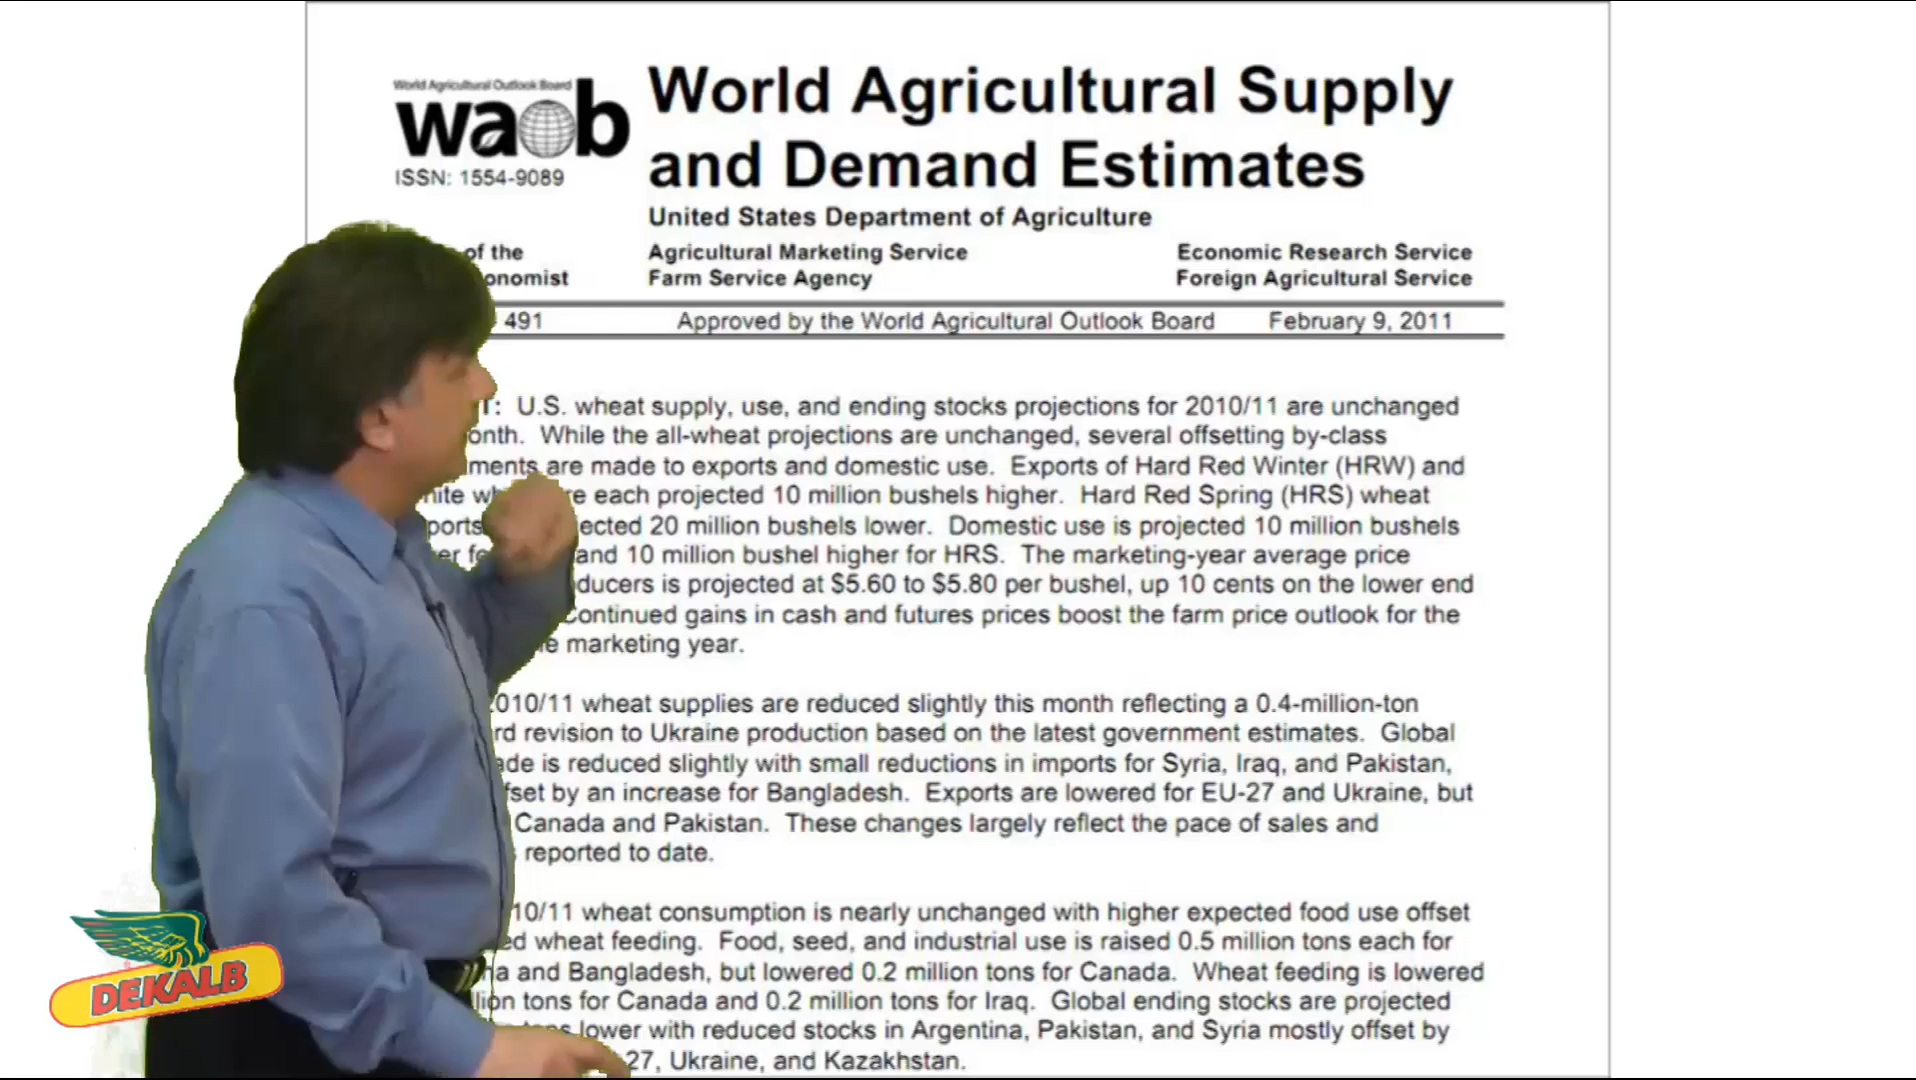 World Agricultural Outlook Board
waob
ISSN: 1554-9089
World Agricultural Supply
and Demand Estimates
United States Department of Agriculture
of the
Agricultural Marketing Service
Economic Research Service
Farm Service Agency
Foreign Agricultural Service
491
Approved by the World Agricultural Outlook Board
February 9, 2011
U.S. wheat supply, use, and ending stocks projections for 2010/11 are unchanged
While the all-wheat projections are unchanged, several offsetting by-class
are made to exports and domestic use. Exports of Hard Red Winter (HRW) and
each projected 10 million bushels higher. Hard Red Spring (HRS) wheat
20 million bushels lower. Domestic use is projected 10 million bushels
and 10 million bushel higher for HRS. The marketing-year average price
is projected at $5.60 to $5.80 per bushel, up 10 cents on the lower end
continued gains in cash and futures prices boost the farm price outlook for the
marketing year.
2010/11 wheat supplies are reduced slightly this month reflecting a 0.4-million-ton
revision to Ukraine production based on the latest government estimates. Global
is reduced slightly with small reductions in imports for Syria, Iraq, and Pakistan,
by an increase for Bangladesh. Exports are lowered for EU-27 and Ukraine, but
Canada and Pakistan. These changes largely reflect the pace of sales and
reported to date.
wheat consumption is nearly unchanged with higher expected food use offset
wheat feeding. Food, seed, and industrial use is raised 0.5 million tons each for
and Bangladesh, but lowered 0.2 million tons for Canada. Wheat feeding is lowered
tons for Canada and 0.2 million tons for Iraq. Global ending stocks are projected
lower with reduced stocks in Argentina, Pakistan, and Syria mostly offset by
27, Ukraine, and Kazakhstan.
DEKALB